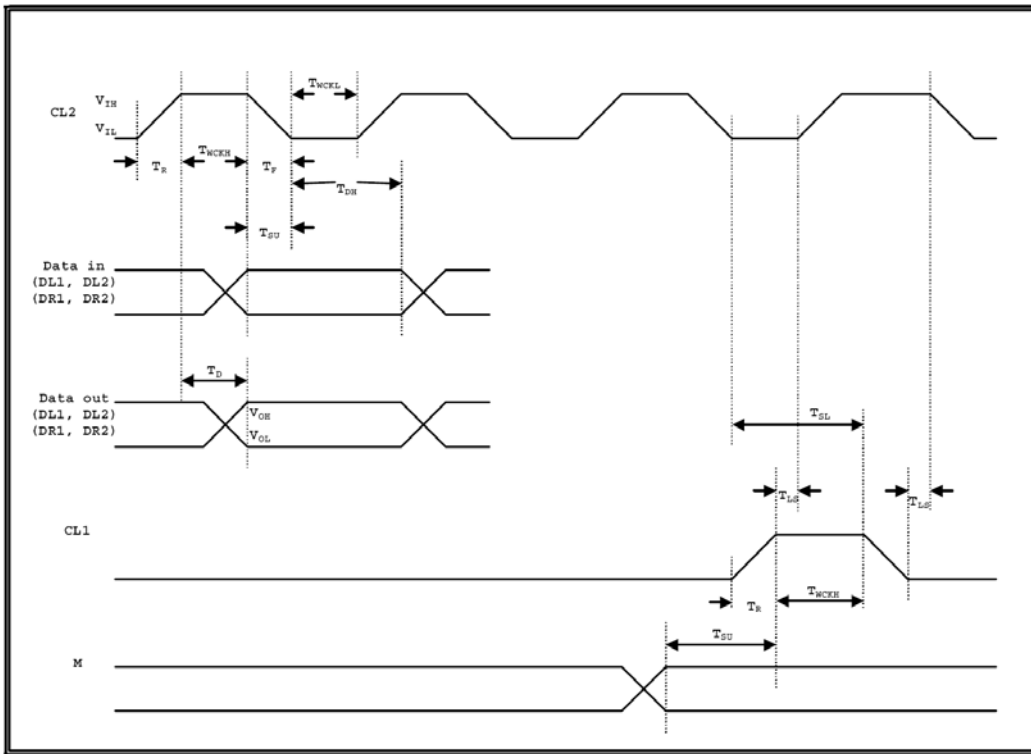 T_WCKL
V_IH
CL2
V_IL
T_R T_WCKH T_F
T_DH
T_SU
Data in
(DL1, DL2)
(DR1, DR2)
T_D
Data out
(DL1, DL2)
(DR1, DR2)
V_OH
V_OL
T_SL
T_LS T_LS
CL1
T_R T_WCKH
T_SU
M